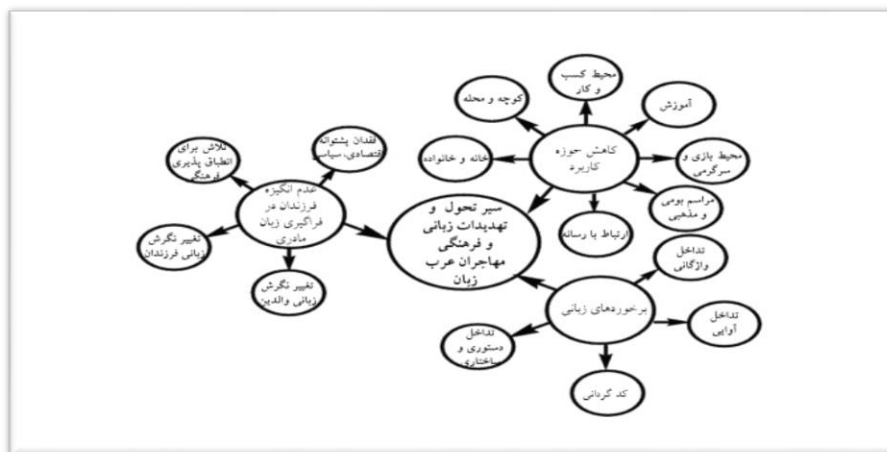 محیط کسب
و کار
کوچه و محله
آموزش
خانه و خانواده
کاهش حوزه
کاربرد
محیط بازی و
سرگرمی
مراسم بومی
و مذهبی
ارتباط با رسانه
فقدان پشتوانه
اقتصادی، سیاسی
تلاش برای
انطباق پذیری
فرهنگی
عدم انگیزه
فرزندان در
فراگیری زبان
مادری
تغییر نگرش
زبانی فرزندان
تغییر نگرش
زبانی والدین
سیر تحول و
تهدیدات زبانی
و فرهنگی
مهاجران عرب
زبان
تداخل
واژگانی
برخوردهای زبانی
تداخل
آوایی
تداخل
دستوری و
ساختاری
کد گردانی